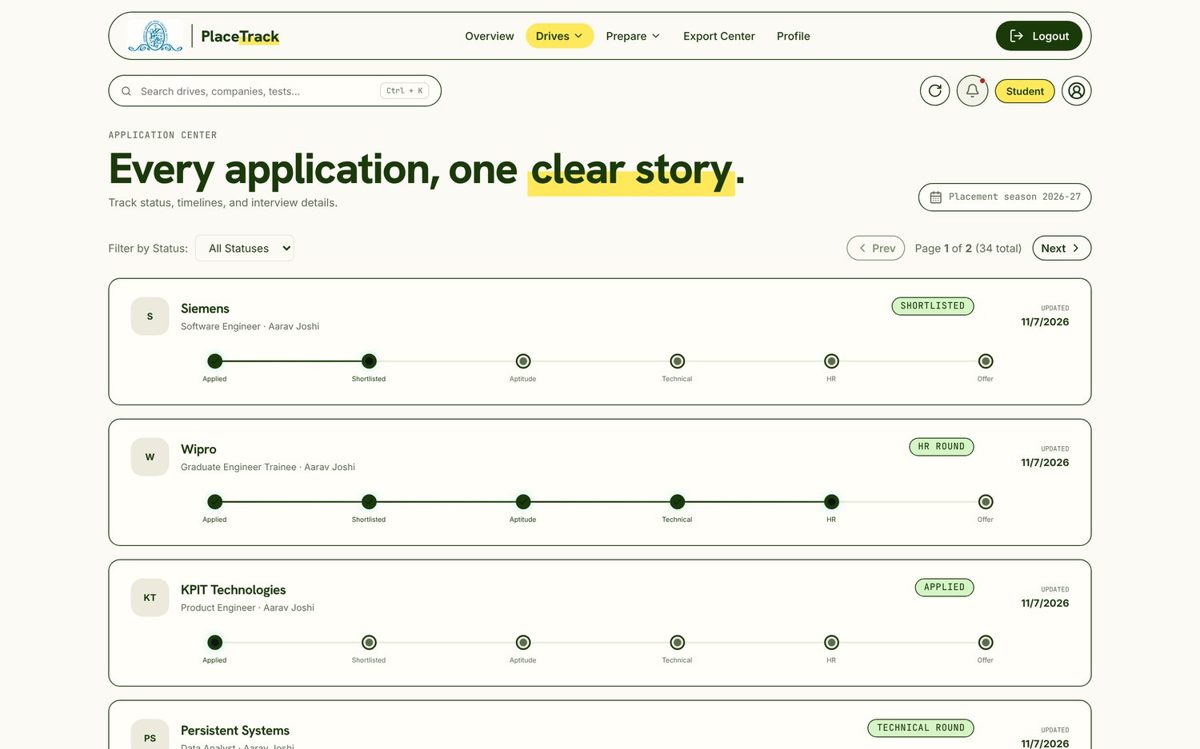 PlaceTrack
Overview
Drives
Prepare
Export Center
Profile
Logout
Search drives, companies, tests...
Ctrl + K
Student
APPLICATION CENTER
Every application, one clear story.
Track status, timelines, and interview details.
Placement season 2026-27
Filter by Status:
All Statuses
Prev
Page 1 of 2 (34 total)
Next
S
Siemens
Software Engineer · Aarav Joshi
SHORTLISTED
UPDATED
11/7/2026
Applied
Shortlisted
Aptitude
Technical
HR
Offer
W
Wipro
Graduate Engineer Trainee · Aarav Joshi
HR ROUND
UPDATED
11/7/2026
Applied
Shortlisted
Aptitude
Technical
HR
Offer
KT
KPIT Technologies
Product Engineer · Aarav Joshi
APPLIED
UPDATED
11/7/2026
Applied
Shortlisted
Aptitude
Technical
HR
Offer
PS
Persistent Systems
Data Analyst · Aarav Joshi
TECHNICAL ROUND
UPDATED
11/7/2026